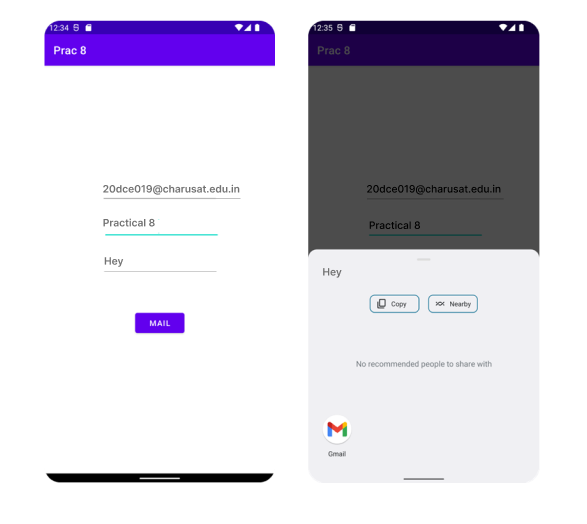 12:34
Prac 8
20dce019@charusat.edu.in
Practical 8
Hey
MAIL
12:35
Prac 8
20dce019@charusat.edu.in
Practical 8
Hey
Copy
Nearby
No recommended people to share with
Gmail